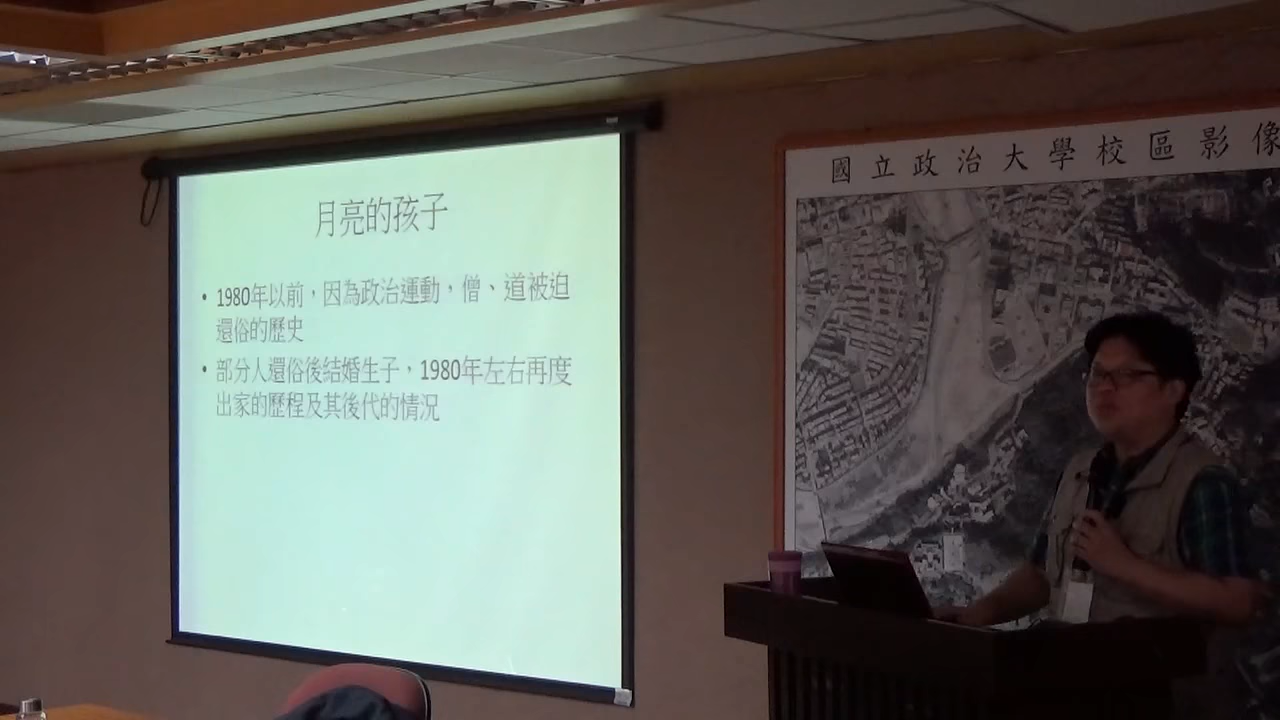 月亮的孩子
• 1980年以前，因為政治運動，僧、道被迫
還俗的歷史
• 部分人還俗後結婚生子，1980年左右再度
出家的歷程及其後代的情況
國立政治大學校區影像